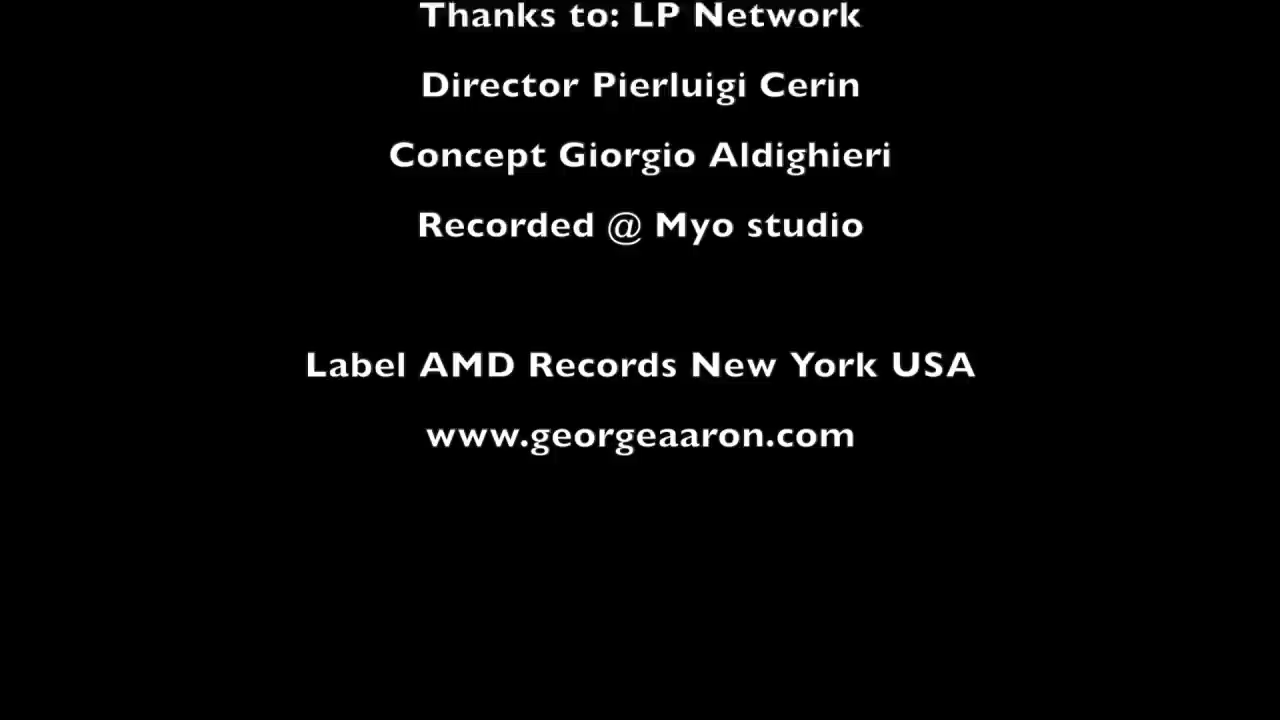 Thanks to: LP Network
Director Pierluigi Cerin
Concept Giorgio Aldighieri
Recorded @ Myo studio
Label AMD Records New York USA
www.georgeaaron.com